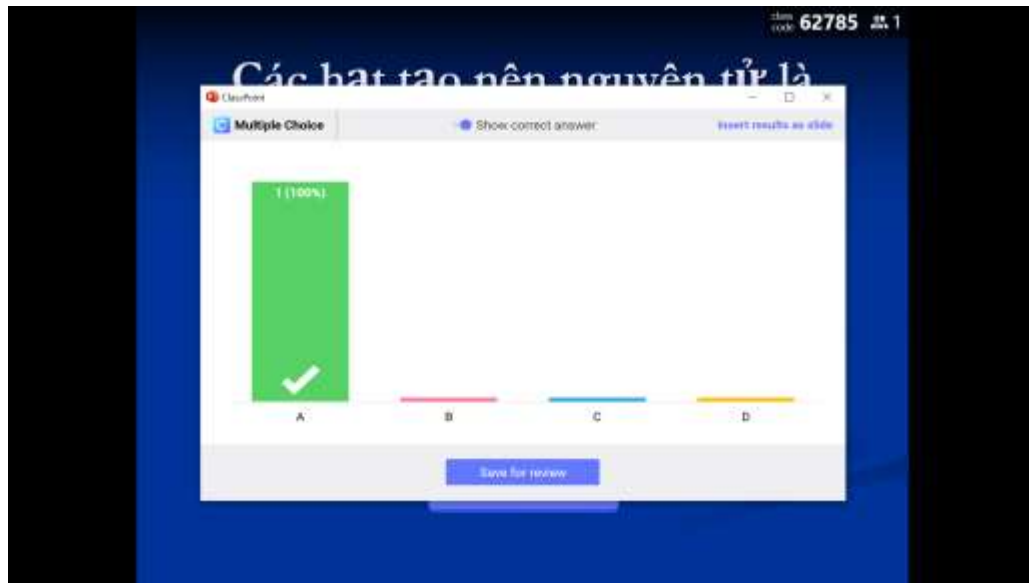 class code 62785 1
Các hạt tạo nên nguyên tử là
ClassPoint
Multiple Choice
Show correct answer
Insert results as slide
1 (100%)
A B C D
Save for review